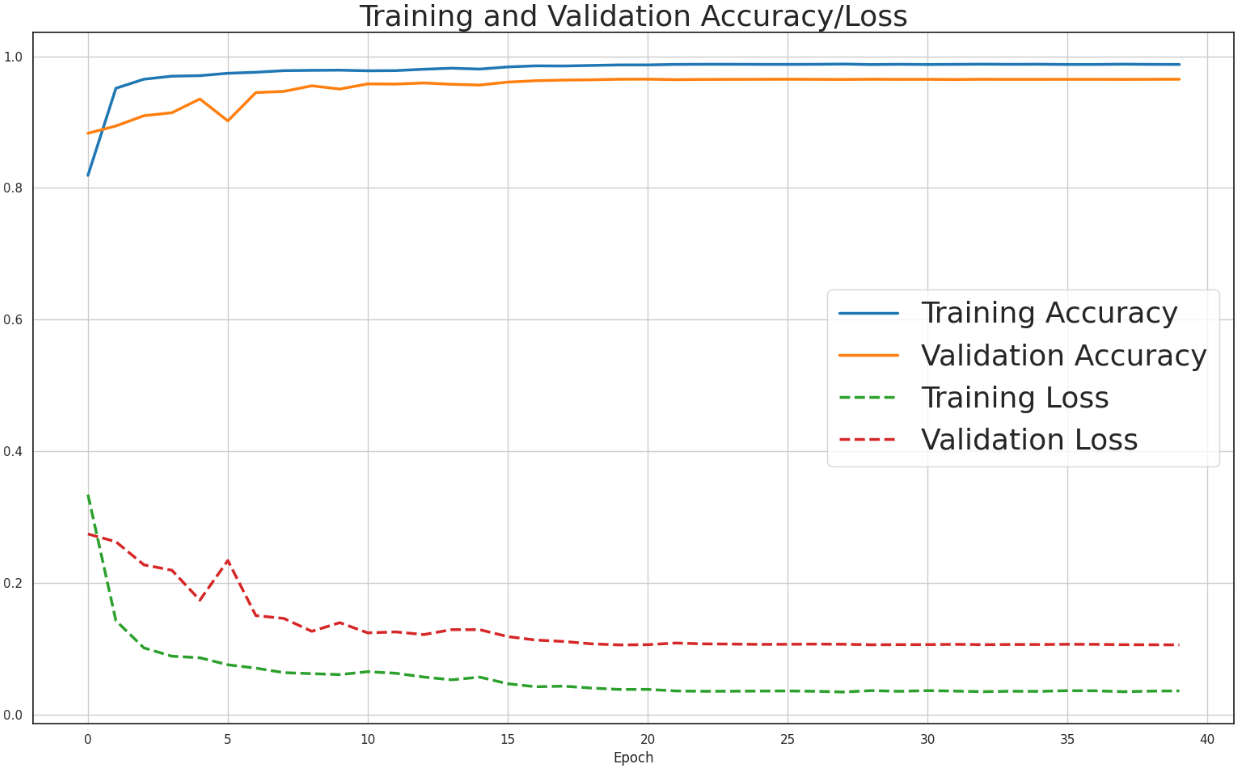 Training and Validation Accuracy/Loss
1.0
0.8
0.6
0.4
0.2
0.0
Training Accuracy
Validation Accuracy
Training Loss
Validation Loss
0 5 10 15 20 25 30 35 40
Epoch